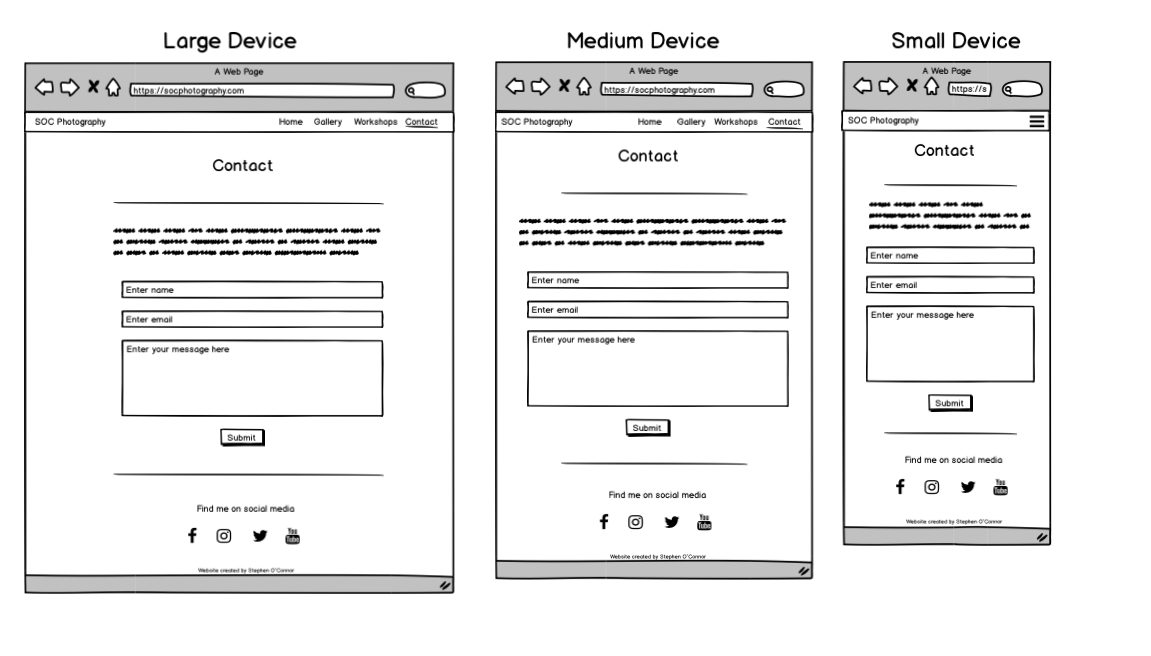 Large Device
A Web Page
https://socphotography.com
SOC Photography Home Gallery Workshops Contact
Contact
Enter name
Enter email
Enter your message here
Submit
Find me on social media
You
Tube
Website created by Stephen O'Connor
Medium Device
A Web Page
https://socphotography.com
SOC Photography Home Gallery Workshops Contact
Contact
Enter name
Enter email
Enter your message here
Submit
Find me on social media
You
Tube
Website created by Stephen O'Connor
Small Device
A Web Page
https://s
SOC Photography
Contact
Enter name
Enter email
Enter your message here
Submit
Find me on social media
You
Tube
Website created by Stephen O'Connor